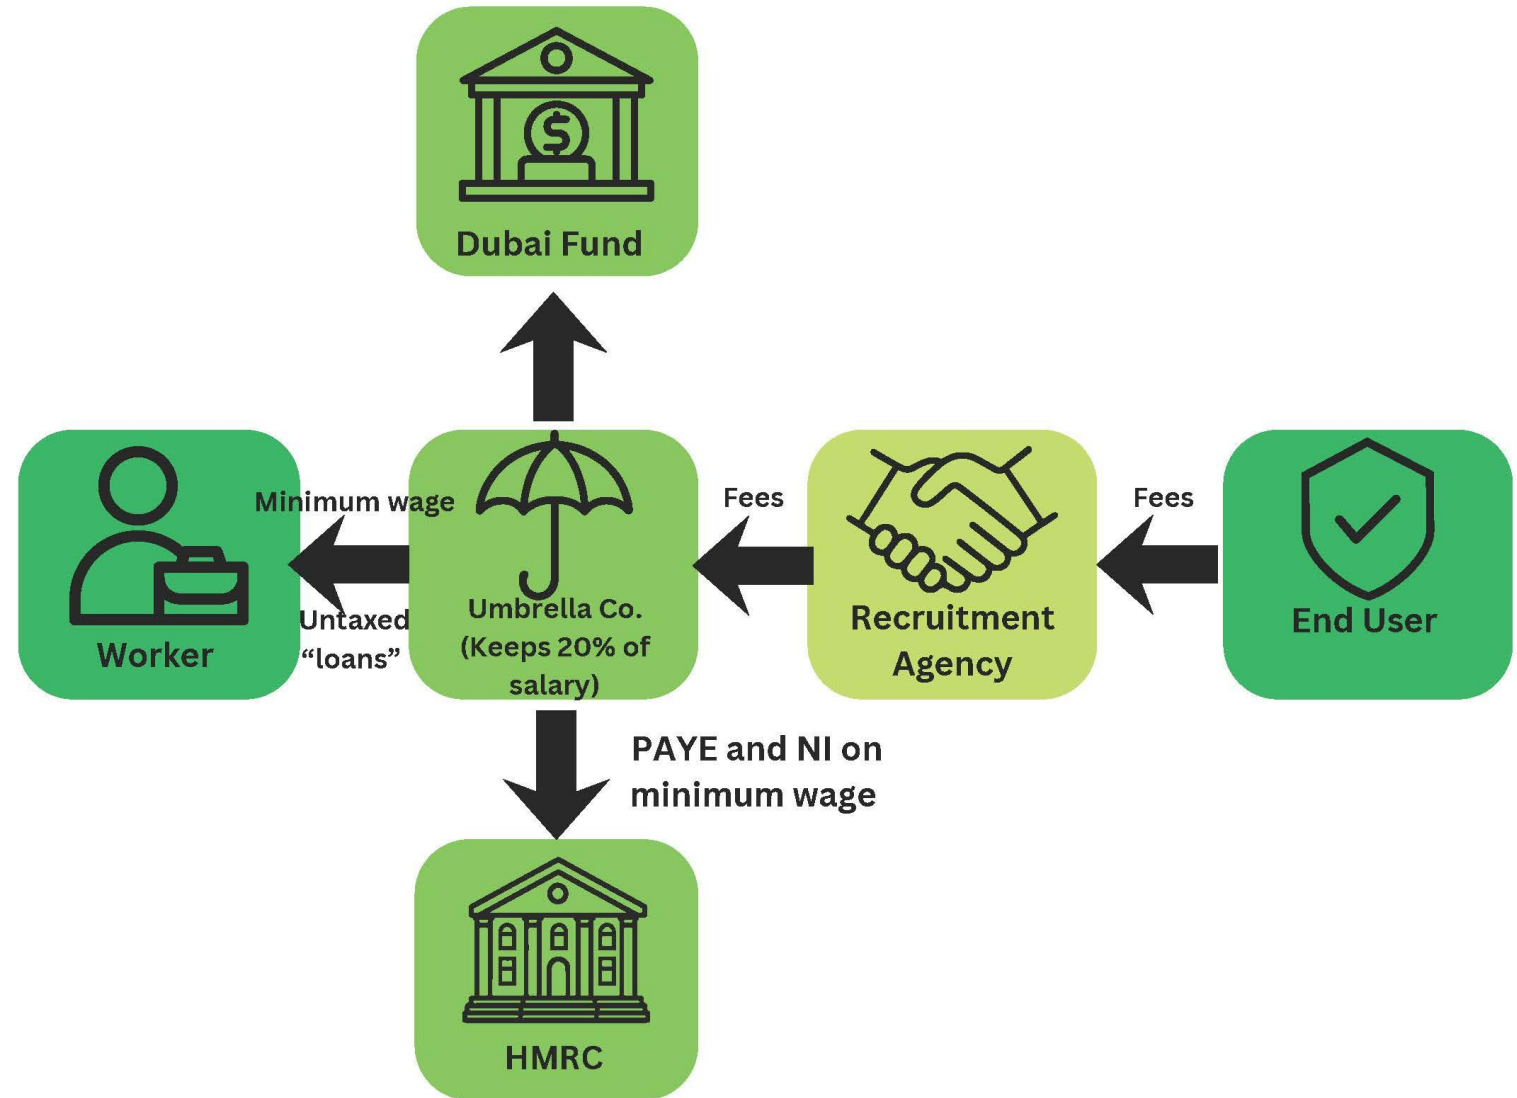 Dubai Fund
Minimum wage
Untaxed
“loans”
Worker
Umbrella Co.
(Keeps 20% of
salary)
Fees
Recruitment
Agency
Fees
End User
PAYE and NI on
minimum wage
HMRC
$